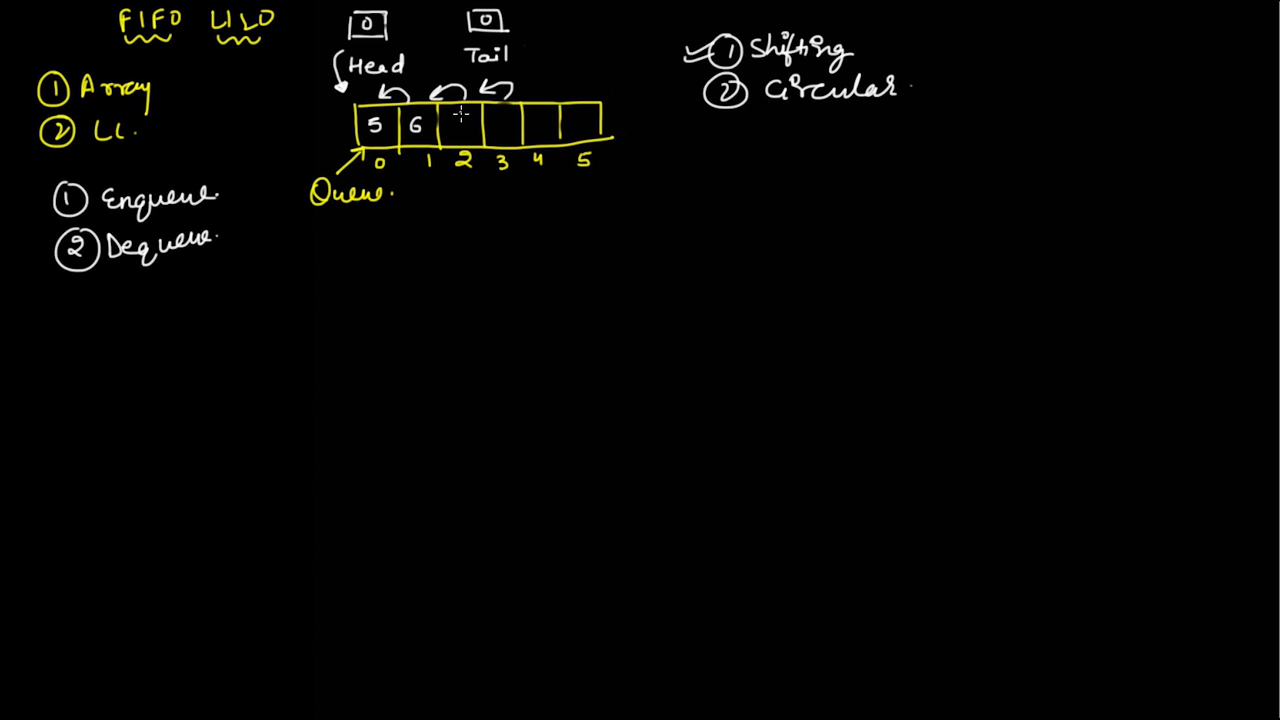 FIFO LILO
0 0
Head Tail
① Array
② LL.
5 6
0 1 2 3 4 5
Queue.
① Enqueue.
② Dequeue.
① Shifting
② Circular.